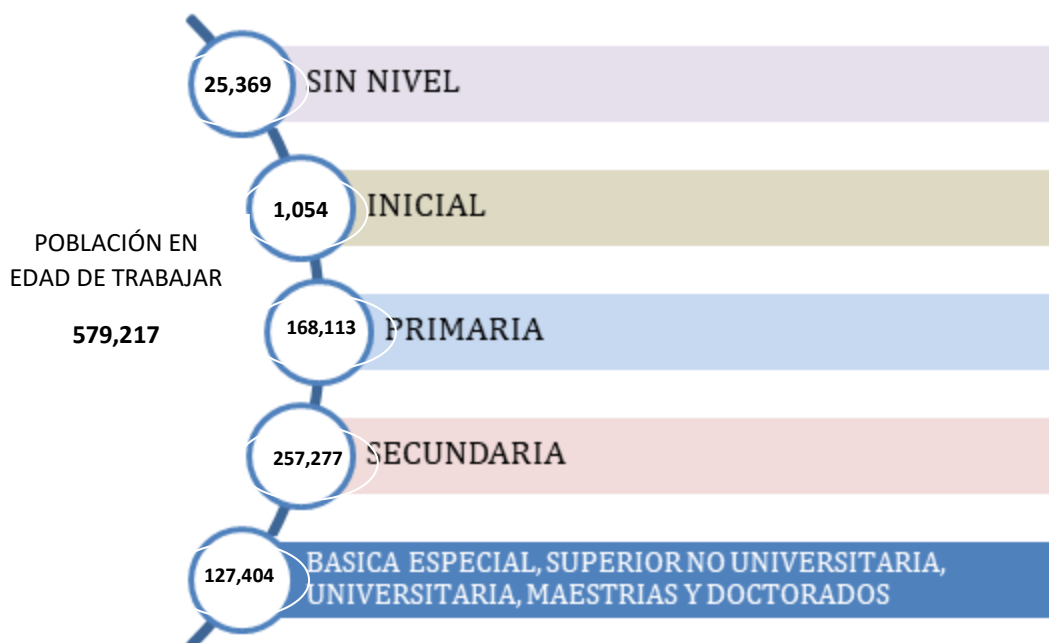 25,369
SIN NIVEL
1,054
INICIAL
POBLACIÓN EN
EDAD DE TRABAJAR
579,217
168,113
PRIMARIA
257,277
SECUNDARIA
127,404
BASICA ESPECIAL, SUPERIOR NO UNIVERSITARIA,
UNIVERSITARIA, MAESTRIAS Y DOCTORADOS